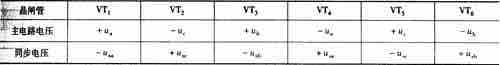 晶闸管 VT₁ VT₂ VT₃ VT₄ VT₅ VT₆
主电路电压 +uₐ −u꜀ +u_b −uₐ +u꜀ −u_b
同步电压 −u_sa +u_sc −u_sb +u_sa −u_sc +u_sb